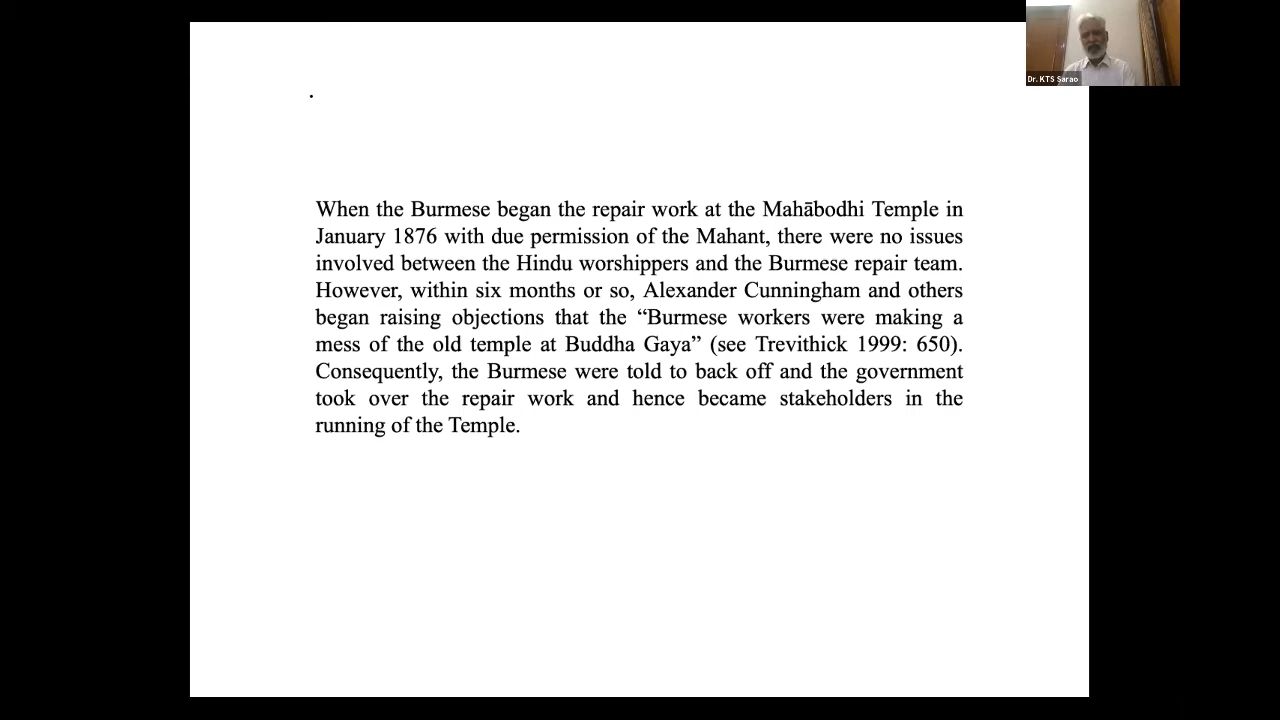 Dr. KTS Sarao
.
When the Burmese began the repair work at the Mahābodhi Temple in
January 1876 with due permission of the Mahant, there were no issues
involved between the Hindu worshippers and the Burmese repair team.
However, within six months or so, Alexander Cunningham and others
began raising objections that the “Burmese workers were making a
mess of the old temple at Buddha Gaya” (see Trevithick 1999: 650).
Consequently, the Burmese were told to back off and the government
took over the repair work and hence became stakeholders in the
running of the Temple.